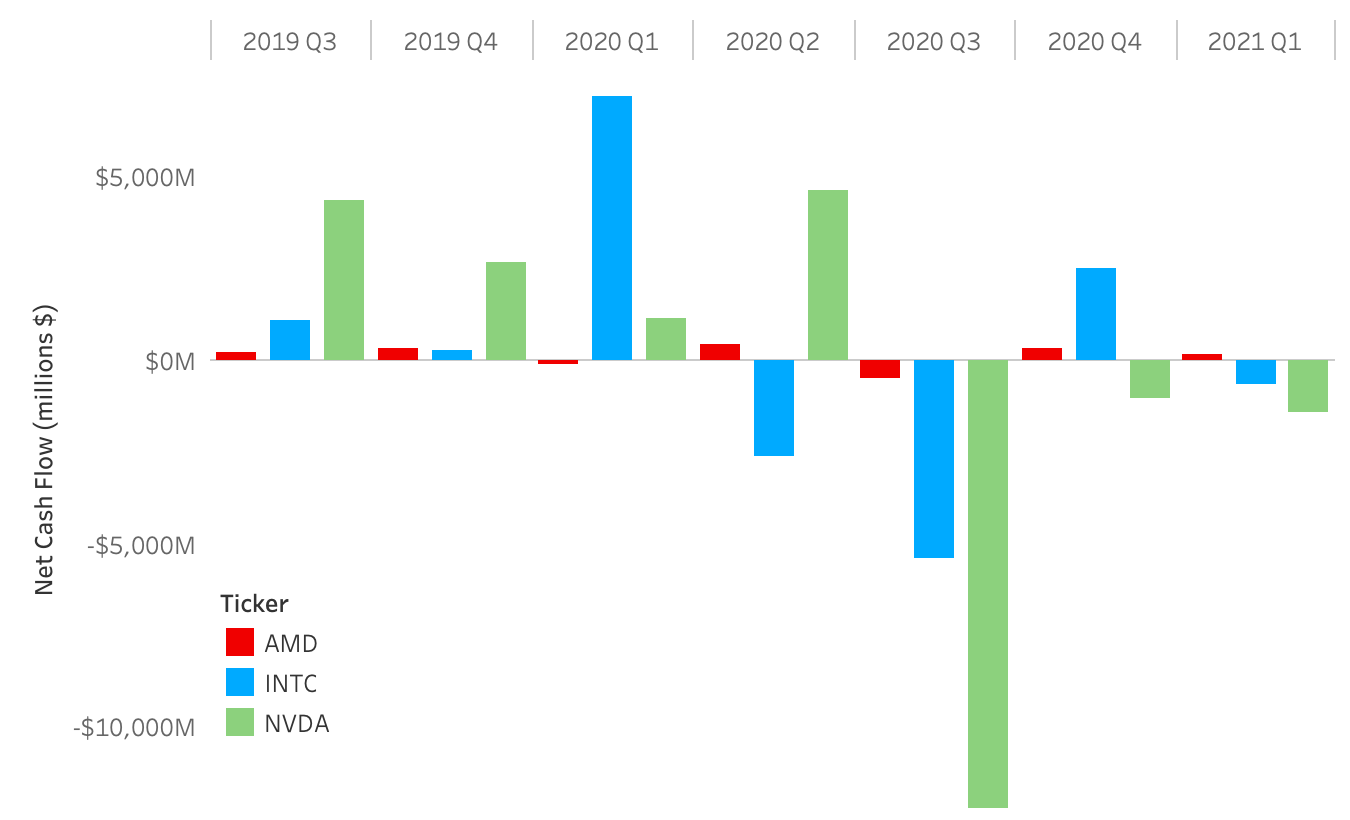 2019 Q3 2019 Q4 2020 Q1 2020 Q2 2020 Q3 2020 Q4 2021 Q1
$5,000M
$0M
-$5,000M
-$10,000M
Net Cash Flow (millions $)
Ticker
AMD
INTC
NVDA